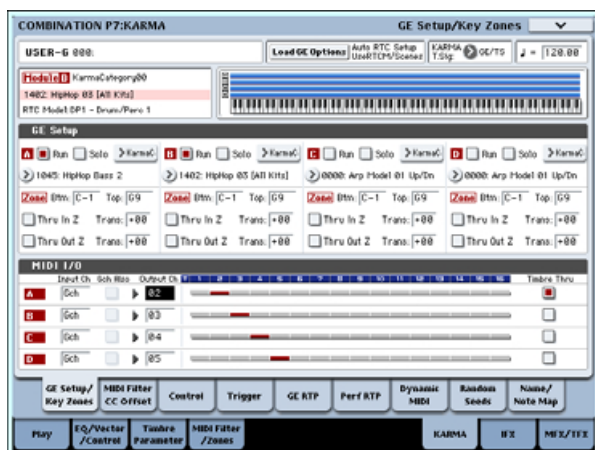 COMBINATION P7:KARMA GE Setup/Key Zones
USER-G 000: Load GE Options Auto RTC Setup UseRTCM/Scenes KARMA T.Sig: GE/TS ♩= 120.00
Module B KarmaCategory00
1402: HipHop 03 [All Kits]
RTC Model:DP1 - Drum/Perc 1
GE Setup
A Run Solo KarmaC B Run Solo KarmaC C Run Solo KarmaC D Run Solo KarmaC
1045: HipHop Bass 2 1402: HipHop 03 [All Kits] 0000: Arp Model 01 Up/Dn 0000: Arp Model 01 Up/Dn
Zone Btm: C-1 Top: G9 Zone Btm: C-1 Top: G9 Zone Btm: C-1 Top: G9 Zone Btm: C-1 Top: G9
Thru In Z Trans: +00 Thru In Z Trans: +00 Thru In Z Trans: +00 Thru In Z Trans: +00
Thru Out Z Trans: +00 Thru Out Z Trans: +00 Thru Out Z Trans: +00 Thru Out Z Trans: +00
MIDI I/O
Input Ch Gch Also Output Ch Timbre Thru
A Gch 02
B Gch 03
C Gch 04
D Gch 05
GE Setup/ Key Zones MIDI Filter CC Offset Control Trigger GE RTP Perf RTP Dynamic MIDI Random Seeds Name/ Note Map
Play EQ/Vector /Control Timbre Parameter MIDI Filter /Zones KARMA IFX MFX/TFX